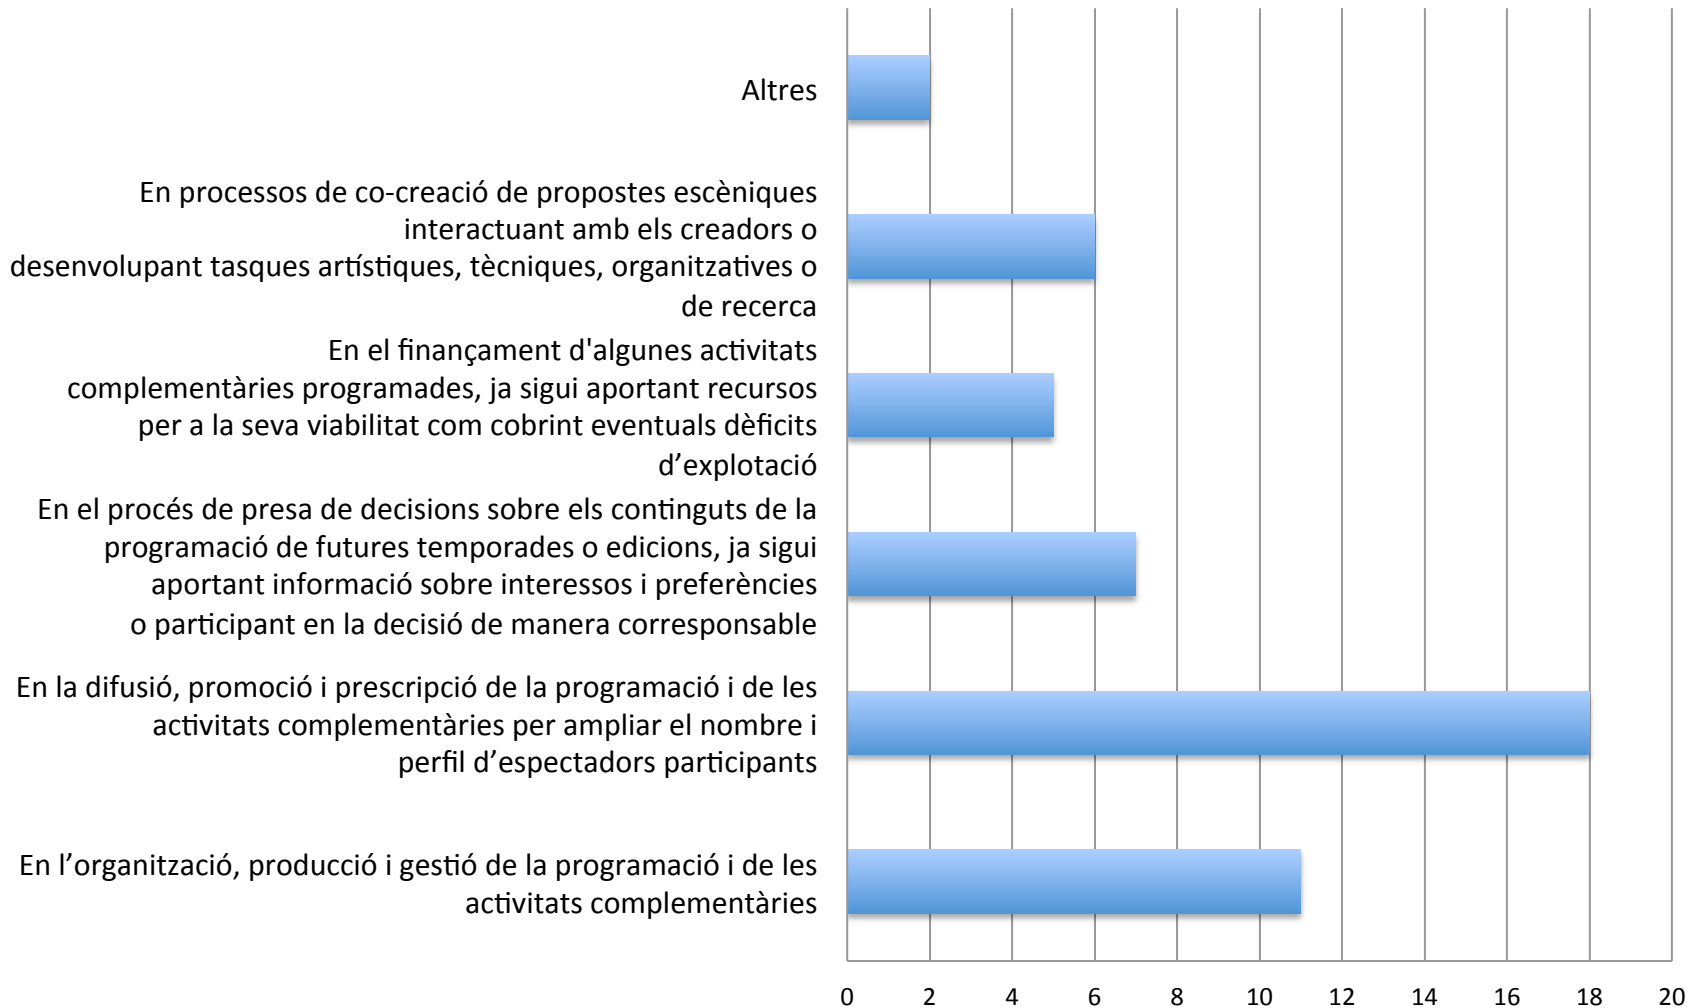 Altres
En processos de co-creació de propostes escèniques
interactuant amb els creadors o
desenvolupant tasques artístiques, tècniques, organitzatives o
de recerca
En el finançament d'algunes activitats
complementàries programades, ja sigui aportant recursos
per a la seva viabilitat com cobrint eventuals dèficits
d’explotació
En el procés de presa de decisions sobre els continguts de la
programació de futures temporades o edicions, ja sigui
aportant informació sobre interessos i preferències
o participant en la decisió de manera corresponsable
En la difusió, promoció i prescripció de la programació i de les
activitats complementàries per ampliar el nombre i
perfil d’espectadors participants
En l’organització, producció i gestió de la programació i de les
activitats complementàries
0 2 4 6 8 10 12 14 16 18 20